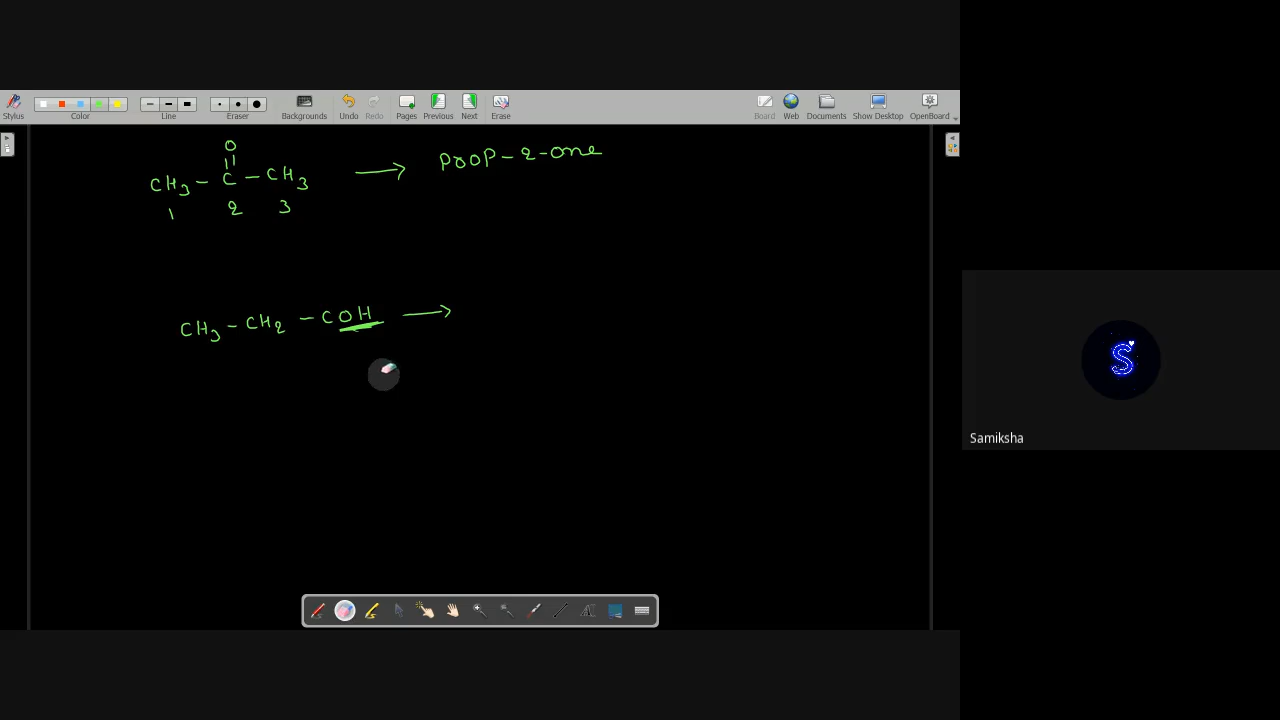 Stylus Color Line Eraser Backgrounds Undo Redo Pages Previous Next Erase Board Web Documents Show Desktop OpenBoard
O
CH3 – C – CH3 → Prop-2-one
1 2 3
CH3 – CH2 – COH →
S
Samiksha